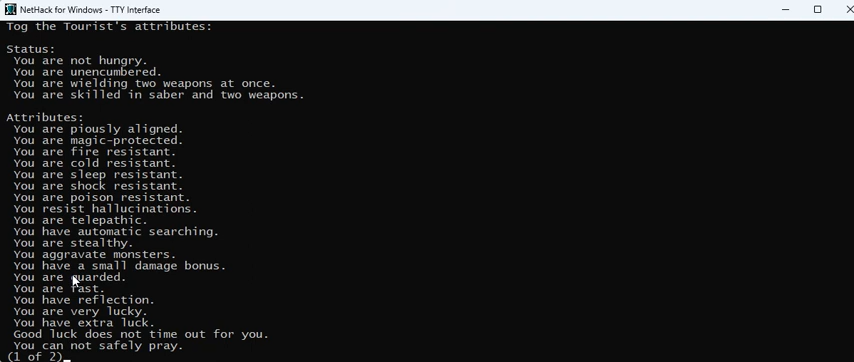 NetHack for Windows - TTY Interface
Tog the Tourist's attributes:
Status:
You are not hungry.
You are unencumbered.
You are wielding two weapons at once.
You are skilled in saber and two weapons.
Attributes:
You are piously aligned.
You are magic-protected.
You are fire resistant.
You are cold resistant.
You are sleep resistant.
You are shock resistant.
You are poison resistant.
You resist hallucinations.
You are telepathic.
You have automatic searching.
You are stealthy.
You aggravate monsters.
You have a small damage bonus.
You are guarded.
You are fast.
You have reflection.
You are very lucky.
You have extra luck.
Good luck does not time out for you.
You can not safely pray.
(1 of 2)